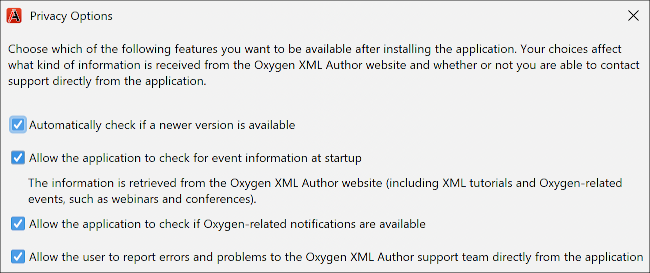 Privacy Options
Choose which of the following features you want to be available after installing the application. Your choices affect
what kind of information is received from the Oxygen XML Author website and whether or not you are able to contact
support directly from the application.
Automatically check if a newer version is available
Allow the application to check for event information at startup
The information is retrieved from the Oxygen XML Author website (including XML tutorials and Oxygen-related
events, such as webinars and conferences).
Allow the application to check if Oxygen-related notifications are available
Allow the user to report errors and problems to the Oxygen XML Author support team directly from the application